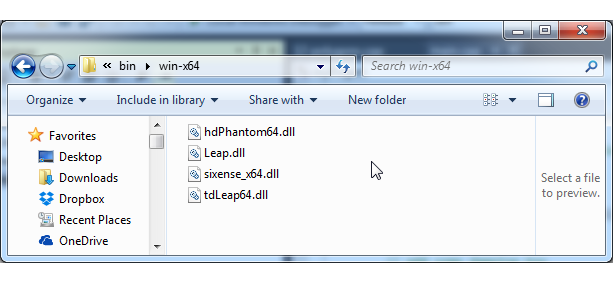 « bin win-x64 Search win-x64
Organize Include in library Share with New folder
Favorites
Desktop
Downloads
Dropbox
Recent Places
OneDrive
hdPhantom64.dll
Leap.dll
sixense_x64.dll
tdLeap64.dll
Select a file
to preview.